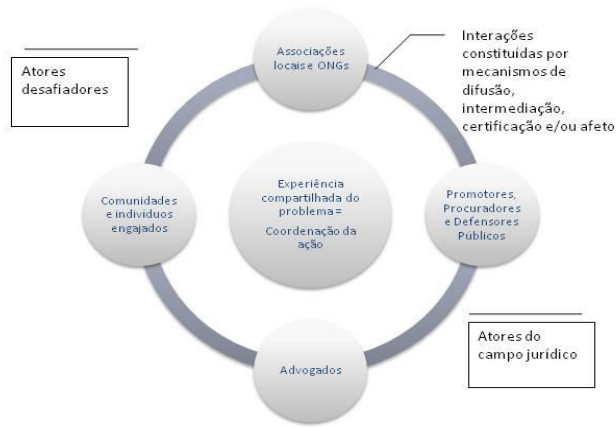 Associações
locais e ONGs
Interações
constituídas por
mecanismos de
difusão,
intermediação,
certificação e/ou afeto
Atores
desafiadores
Comunidades
e indivíduos
engajados
Experiência
compartilhada do
problema =
Coordenação da
ação
Promotores,
Procuradores
e Defensores
Públicos
Atores do
campo jurídico
Advogados